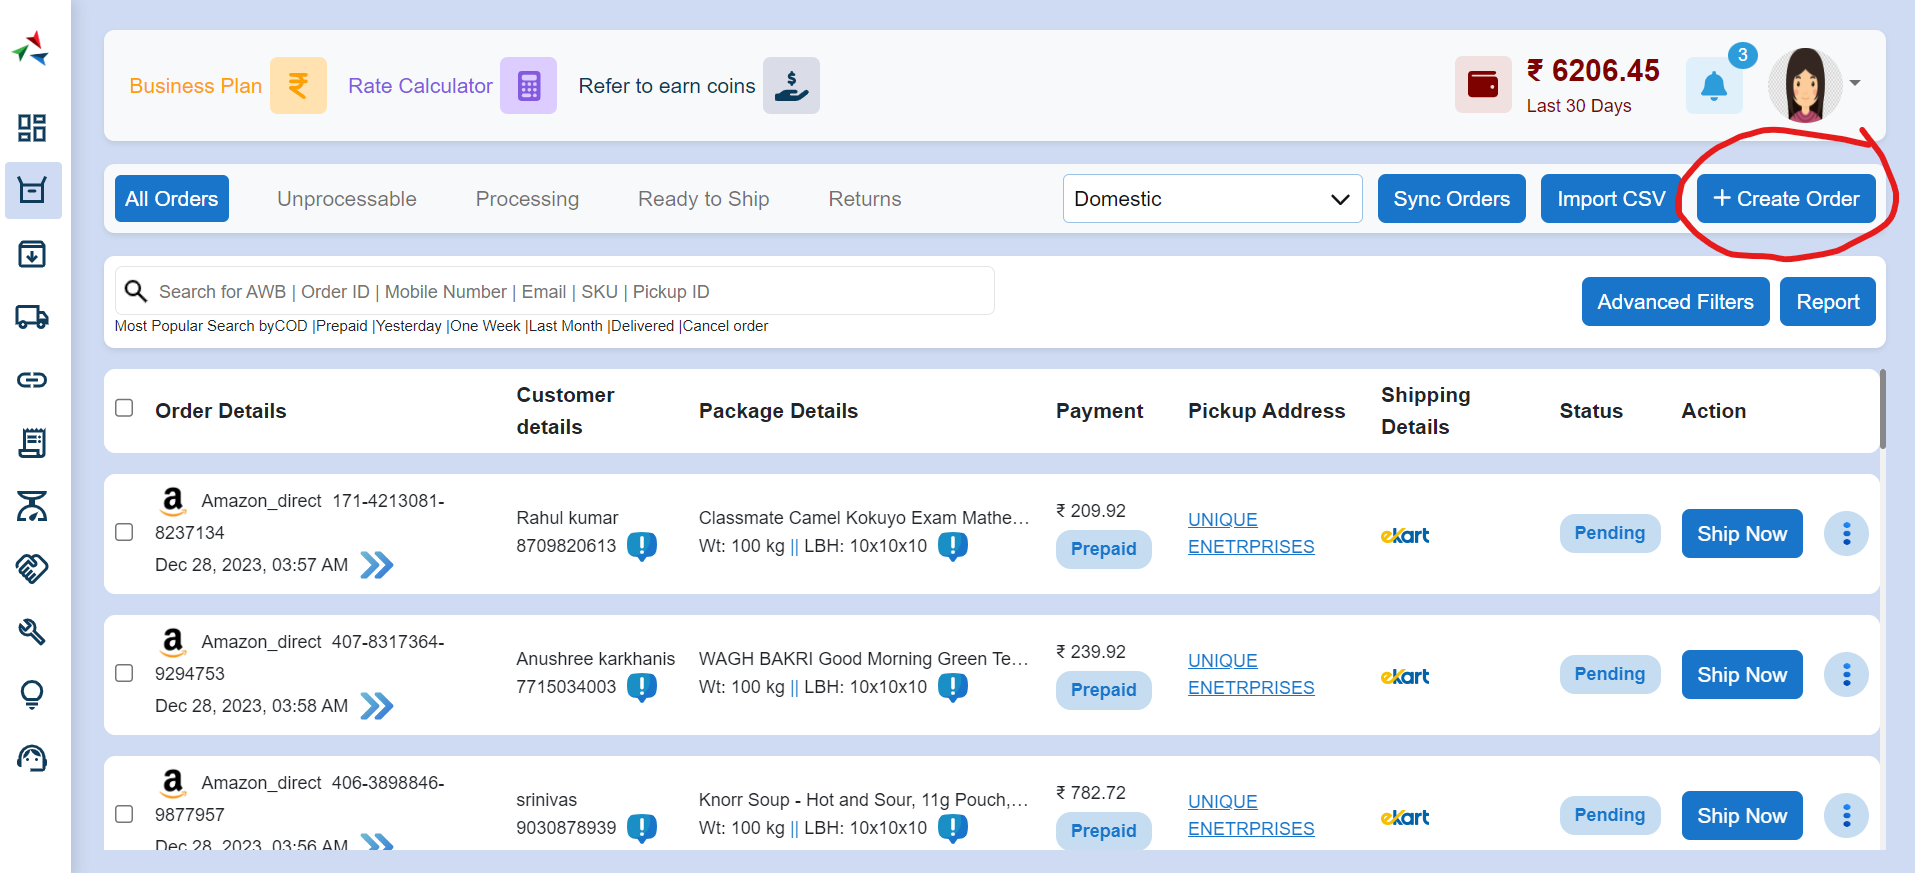 Business Plan
Rate Calculator
Refer to earn coins
₹ 6206.45
Last 30 Days
3
All Orders
Unprocessable
Processing
Ready to Ship
Returns
Domestic
Sync Orders
Import CSV
+ Create Order
Search for AWB | Order ID | Mobile Number | Email | SKU | Pickup ID
Most Popular Search byCOD |Prepaid |Yesterday |One Week |Last Month |Delivered |Cancel order
Advanced Filters
Report
Order Details
Customer
details
Package Details
Payment
Pickup Address
Shipping
Details
Status
Action
Amazon_direct 171-4213081-
8237134
Dec 28, 2023, 03:57 AM
Rahul kumar
8709820613
Classmate Camel Kokuyo Exam Mathe...
Wt: 100 kg || LBH: 10x10x10
₹ 209.92
Prepaid
UNIQUE
ENETRPRISES
ekart
Pending
Ship Now
Amazon_direct 407-8317364-
9294753
Dec 28, 2023, 03:58 AM
Anushree karkhanis
7715034003
WAGH BAKRI Good Morning Green Te...
Wt: 100 kg || LBH: 10x10x10
₹ 239.92
Prepaid
UNIQUE
ENETRPRISES
ekart
Pending
Ship Now
Amazon_direct 406-3898846-
9877957
Dec 28, 2023, 03:56 AM
srinivas
9030878939
Knorr Soup - Hot and Sour, 11g Pouch,...
Wt: 100 kg || LBH: 10x10x10
₹ 782.72
Prepaid
UNIQUE
ENETRPRISES
ekart
Pending
Ship Now